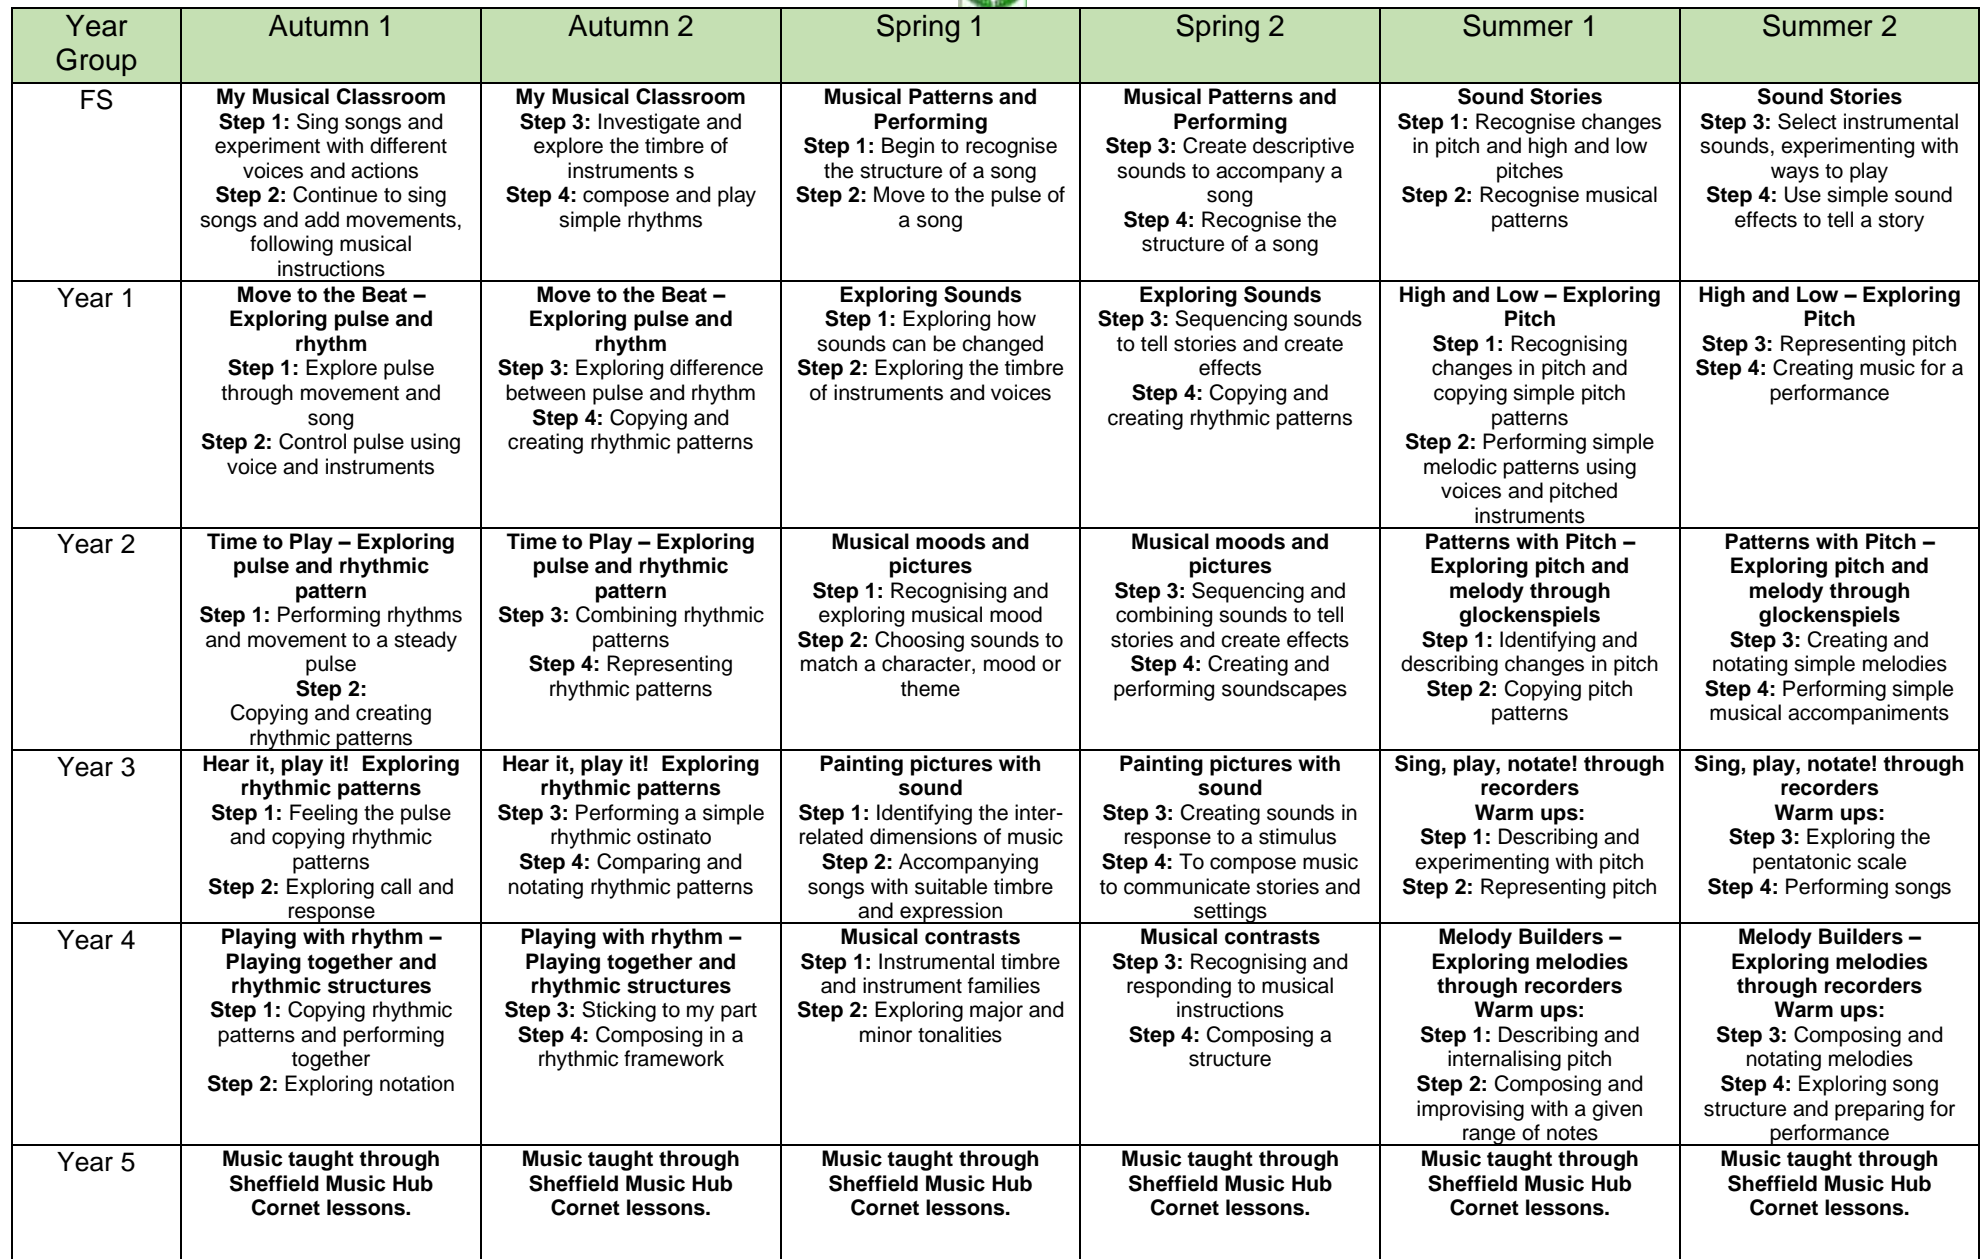 Year
Group
Autumn 1
Autumn 2
Spring 1
Spring 2
Summer 1
Summer 2
FS
My Musical Classroom
Step 1: Sing songs and
experiment with different
voices and actions
Step 2: Continue to sing
songs and add movements,
following musical
instructions
My Musical Classroom
Step 3: Investigate and
explore the timbre of
instruments s
Step 4: compose and play
simple rhythms
Musical Patterns and
Performing
Step 1: Begin to recognise
the structure of a song
Step 2: Move to the pulse of
a song
Musical Patterns and
Performing
Step 3: Create descriptive
sounds to accompany a
song
Step 4: Recognise the
structure of a song
Sound Stories
Step 1: Recognise changes
in pitch and high and low
pitches
Step 2: Recognise musical
patterns
Sound Stories
Step 3: Select instrumental
sounds, experimenting with
ways to play
Step 4: Use simple sound
effects to tell a story
Year 1
Move to the Beat –
Exploring pulse and
rhythm
Step 1: Explore pulse
through movement and
song
Step 2: Control pulse using
voice and instruments
Move to the Beat –
Exploring pulse and
rhythm
Step 3: Exploring difference
between pulse and rhythm
Step 4: Copying and
creating rhythmic patterns
Exploring Sounds
Step 1: Exploring how
sounds can be changed
Step 2: Exploring the timbre
of instruments and voices
Exploring Sounds
Step 3: Sequencing sounds
to tell stories and create
effects
Step 4: Copying and
creating rhythmic patterns
High and Low – Exploring
Pitch
Step 1: Recognising
changes in pitch and
copying simple pitch
patterns
Step 2: Performing simple
melodic patterns using
voices and pitched
instruments
High and Low – Exploring
Pitch
Step 3: Representing pitch
Step 4: Creating music for a
performance
Year 2
Time to Play – Exploring
pulse and rhythmic
pattern
Step 1: Performing rhythms
and movement to a steady
pulse
Step 2:
Copying and creating
rhythmic patterns
Time to Play – Exploring
pulse and rhythmic
pattern
Step 3: Combining rhythmic
patterns
Step 4: Representing
rhythmic patterns
Musical moods and
pictures
Step 1: Recognising and
exploring musical mood
Step 2: Choosing sounds to
match a character, mood or
theme
Musical moods and
pictures
Step 3: Sequencing and
combining sounds to tell
stories and create effects
Step 4: Creating and
performing soundscapes
Patterns with Pitch –
Exploring pitch and
melody through
glockenspiels
Step 1: Identifying and
describing changes in pitch
Step 2: Copying pitch
patterns
Patterns with Pitch –
Exploring pitch and
melody through
glockenspiels
Step 3: Creating and
notating simple melodies
Step 4: Performing simple
musical accompaniments
Year 3
Hear it, play it!  Exploring
rhythmic patterns
Step 1: Feeling the pulse
and copying rhythmic
patterns
Step 2: Exploring call and
response
Hear it, play it!  Exploring
rhythmic patterns
Step 3: Performing a simple
rhythmic ostinato
Step 4: Comparing and
notating rhythmic patterns
Painting pictures with
sound
Step 1: Identifying the inter-
related dimensions of music
Step 2: Accompanying
songs with suitable timbre
and expression
Painting pictures with
sound
Step 3: Creating sounds in
response to a stimulus
Step 4: To compose music
to communicate stories and
settings
Sing, play, notate! through
recorders
Warm ups:
Step 1: Describing and
experimenting with pitch
Step 2: Representing pitch
Sing, play, notate! through
recorders
Warm ups:
Step 3: Exploring the
pentatonic scale
Step 4: Performing songs
Year 4
Playing with rhythm –
Playing together and
rhythmic structures
Step 1: Copying rhythmic
patterns and performing
together
Step 2: Exploring notation
Playing with rhythm –
Playing together and
rhythmic structures
Step 3: Sticking to my part
Step 4: Composing in a
rhythmic framework
Musical contrasts
Step 1: Instrumental timbre
and instrument families
Step 2: Exploring major and
minor tonalities
Musical contrasts
Step 3: Recognising and
responding to musical
instructions
Step 4: Composing a
structure
Melody Builders –
Exploring melodies
through recorders
Warm ups:
Step 1: Describing and
internalising pitch
Step 2: Composing and
improvising with a given
range of notes
Melody Builders –
Exploring melodies
through recorders
Warm ups:
Step 3: Composing and
notating melodies
Step 4: Exploring song
structure and preparing for
performance
Year 5
Music taught through
Sheffield Music Hub
Cornet lessons.
Music taught through
Sheffield Music Hub
Cornet lessons.
Music taught through
Sheffield Music Hub
Cornet lessons.
Music taught through
Sheffield Music Hub
Cornet lessons.
Music taught through
Sheffield Music Hub
Cornet lessons.
Music taught through
Sheffield Music Hub
Cornet lessons.